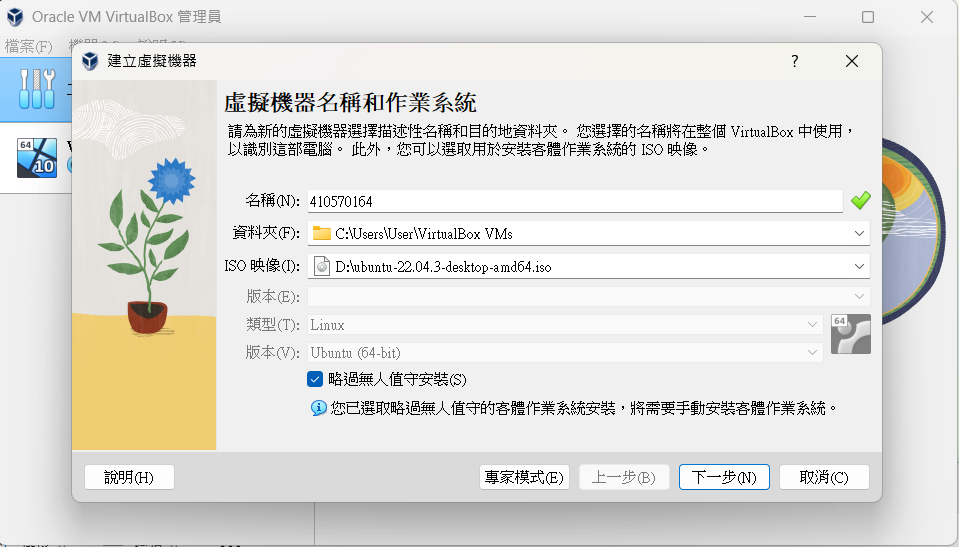 Oracle VM VirtualBox 管理員
檔案(F)
建立虛擬機器
?
64
10
虛擬機器名稱和作業系統
請為新的虛擬機器選擇描述性名稱和目的地資料夾。 您選擇的名稱將在整個 VirtualBox 中使用，
以識別這部電腦。 此外，您可以選取用於安裝客體作業系統的 ISO 映像。
名稱(N): 410570164
資料夾(F): C:\Users\User\VirtualBox VMs
ISO 映像(I): D:\ubuntu-22.04.3-desktop-amd64.iso
版本(E):
類型(T): Linux
64
版本(V): Ubuntu (64-bit)
略過無人值守安裝(S)
您已選取略過無人值守的客體作業系統安裝，將需要手動安裝客體作業系統。
說明(H) 專家模式(E) 上一步(B) 下一步(N) 取消(C)